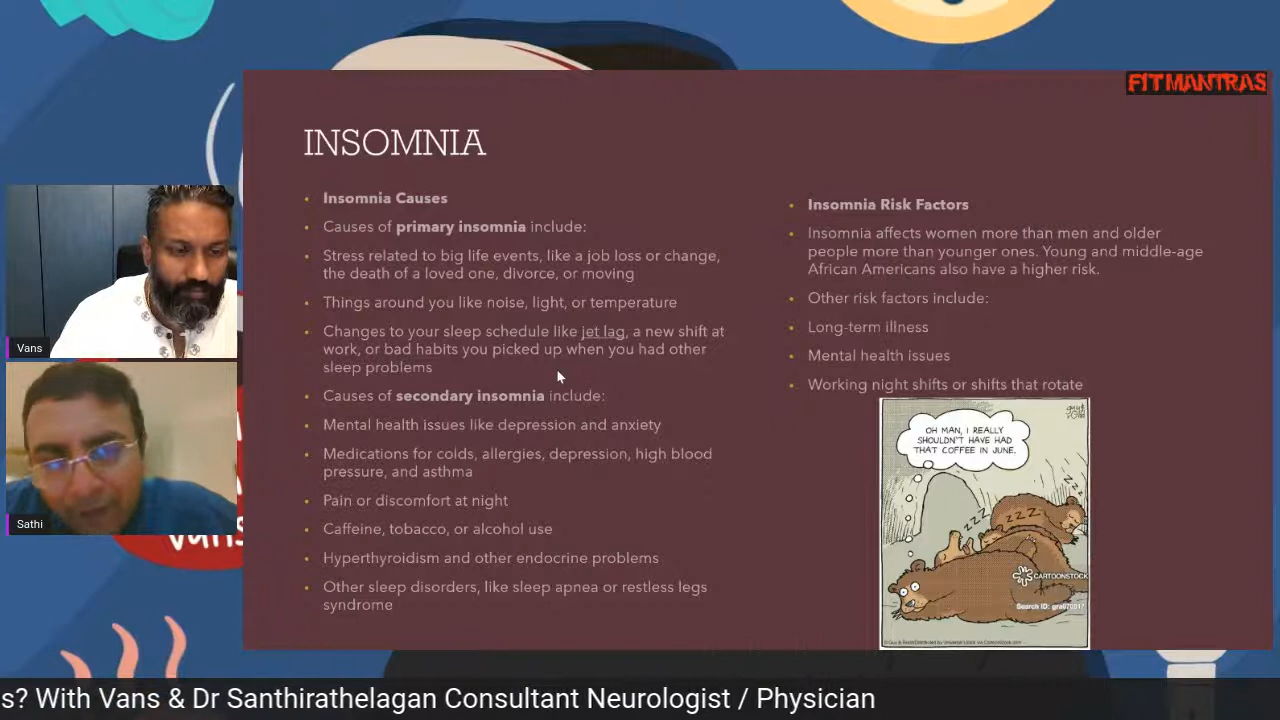 FITMANTRAS
INSOMNIA
Insomnia Causes
Causes of primary insomnia include:
Stress related to big life events, like a job loss or change,
the death of a loved one, divorce, or moving
Things around you like noise, light, or temperature
Changes to your sleep schedule like jet lag, a new shift at
work, or bad habits you picked up when you had other
sleep problems
Causes of secondary insomnia include:
Mental health issues like depression and anxiety
Medications for colds, allergies, depression, high blood
pressure, and asthma
Pain or discomfort at night
Caffeine, tobacco, or alcohol use
Hyperthyroidism and other endocrine problems
Other sleep disorders, like sleep apnea or restless legs
syndrome
Insomnia Risk Factors
Insomnia affects women more than men and older
people more than younger ones. Young and middle-age
African Americans also have a higher risk.
Other risk factors include:
Long-term illness
Mental health issues
Working night shifts or shifts that rotate
OH MAN, I REALLY
SHOULDN'T HAVE HAD
THAT COFFEE IN JUNE.
ZZZ
ZZZZ
ZZZ
CARTOONSTOCK
Search ID:
Vans
Sathi
Vans
s? With Vans & Dr Santhirathelagan Consultant Neurologist / Physician